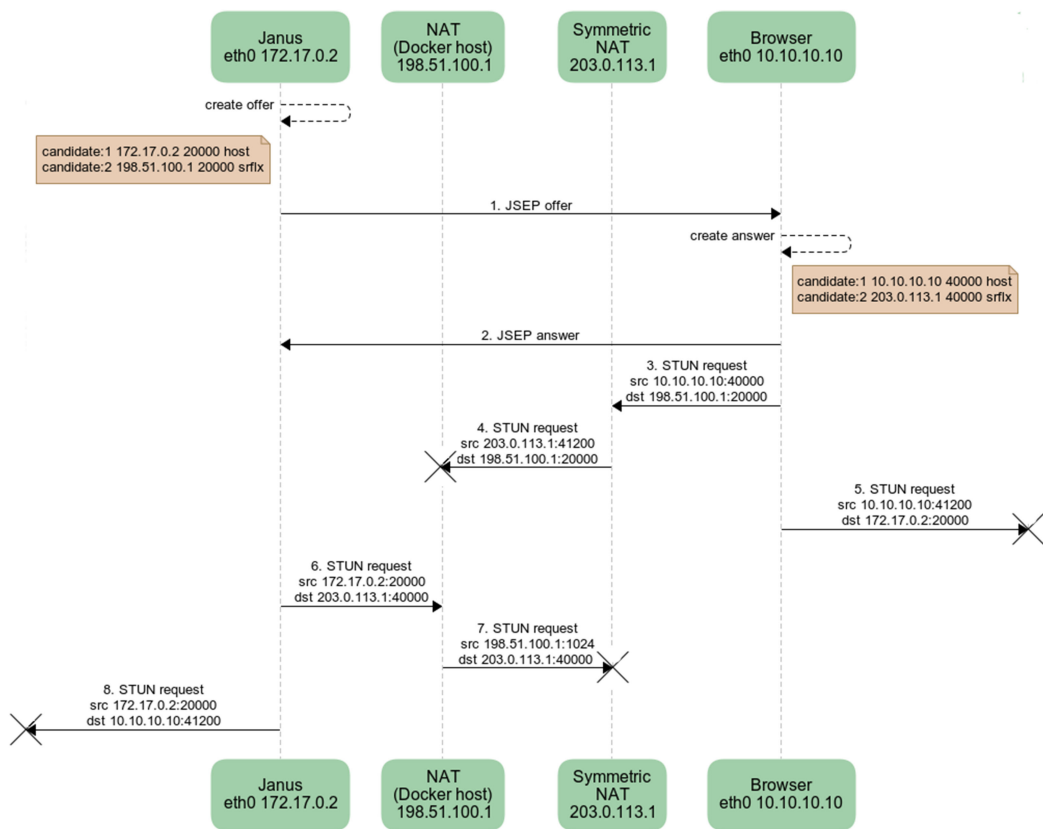 Janus
eth0 172.17.0.2
NAT
(Docker host)
198.51.100.1
Symmetric
NAT
203.0.113.1
Browser
eth0 10.10.10.10
create offer
candidate:1 172.17.0.2 20000 host
candidate:2 198.51.100.1 20000 srflx
1. JSEP offer
create answer
candidate:1 10.10.10.10 40000 host
candidate:2 203.0.113.1 40000 srflx
2. JSEP answer
3. STUN request
src 10.10.10.10:40000
dst 198.51.100.1:20000
4. STUN request
src 203.0.113.1:41200
dst 198.51.100.1:20000
5. STUN request
src 10.10.10.10:41200
dst 172.17.0.2:20000
6. STUN request
src 172.17.0.2:20000
dst 203.0.113.1:40000
7. STUN request
src 198.51.100.1:1024
dst 203.0.113.1:40000
8. STUN request
src 172.17.0.2:20000
dst 10.10.10.10:41200
Janus
eth0 172.17.0.2
NAT
(Docker host)
198.51.100.1
Symmetric
NAT
203.0.113.1
Browser
eth0 10.10.10.10